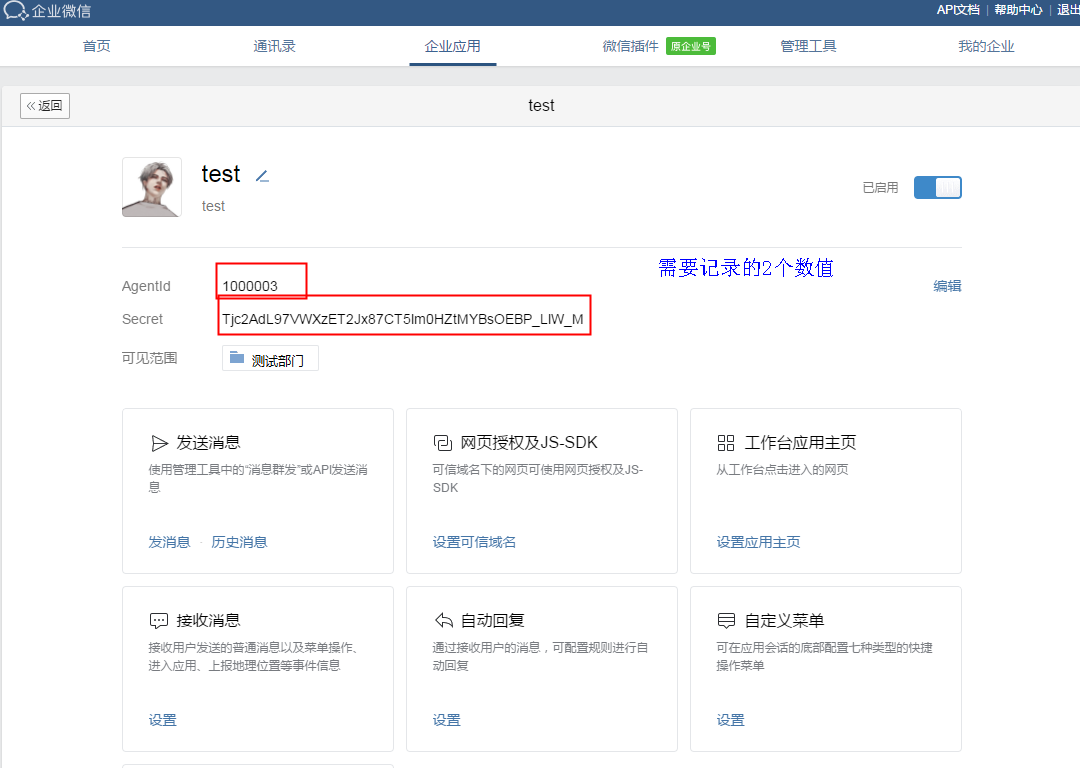 企业微信
API文档 | 帮助中心 | 退出
首页 通讯录 企业应用 微信插件 原企业号 管理工具 我的企业
« 返回
test
test
test
已启用
需要记录的2个数值
AgentId 1000003
编辑
Secret Tjc2AdL97VWXzET2Jx87CT5Im0HZtMYBsOEBP_LIW_M
可见范围 测试部门
发送消息
使用管理工具中的“消息群发”或API发送消
息
发消息 · 历史消息
网页授权及JS-SDK
可信域名下的网页可使用网页授权及JS-
SDK
设置可信域名
工作台应用主页
从工作台点击进入的网页
设置应用主页
接收消息
接收用户发送的普通消息以及菜单操作、
进入应用、上报地理位置等事件信息
设置
自动回复
通过接收用户的消息，可配置规则进行自
动回复
设置
自定义菜单
可在应用会话的底部配置七种类型的快捷
操作菜单
设置